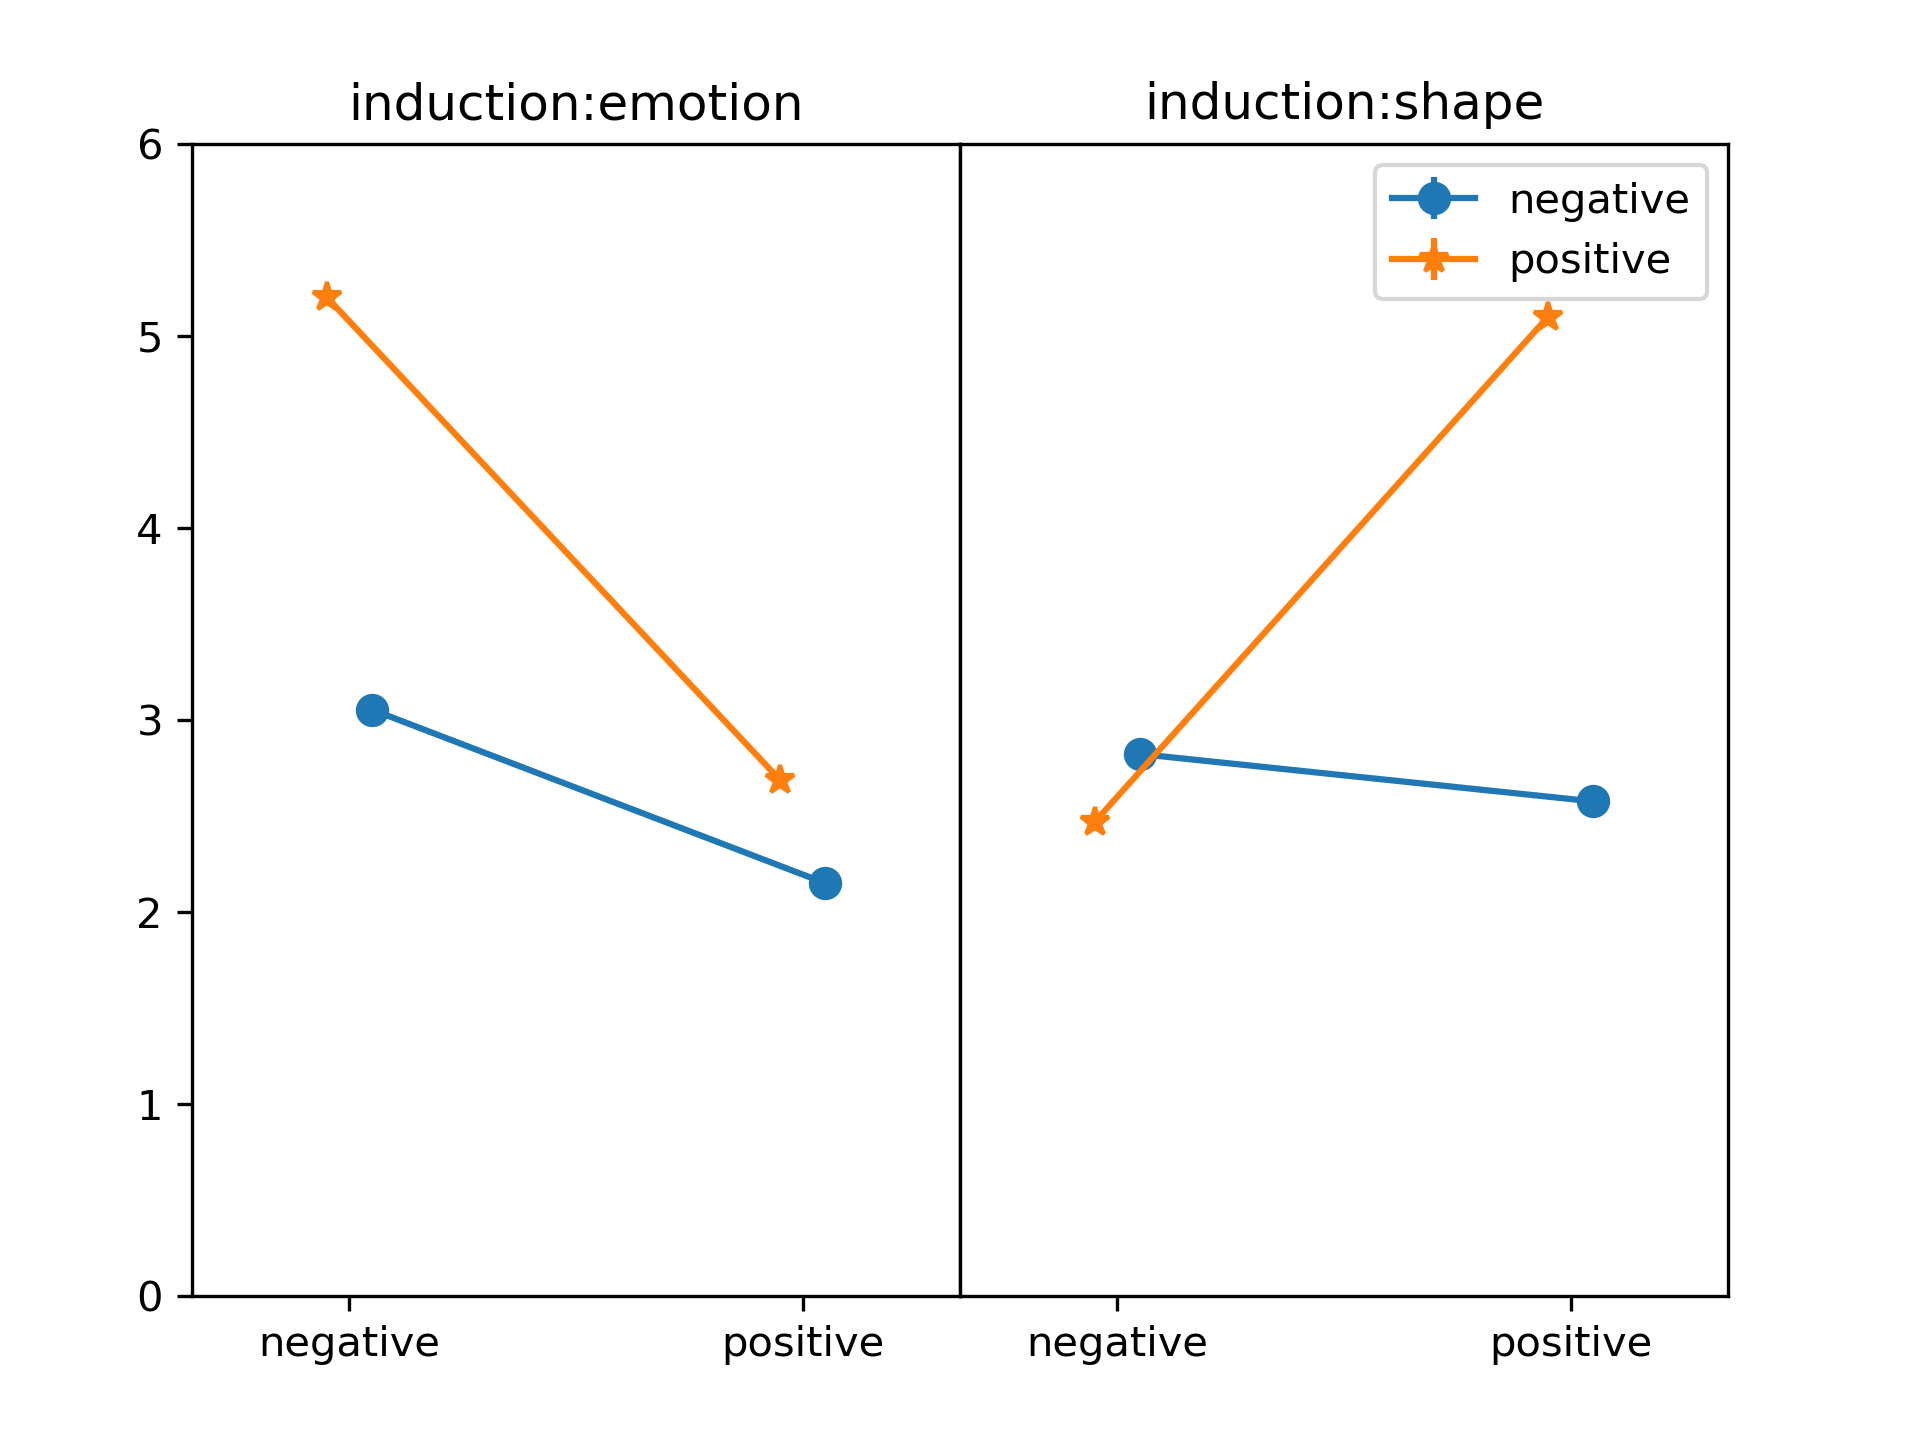 induction:emotion
induction:shape
6
5
4
3
2
1
0
negative
positive
negative
positive
negative
positive